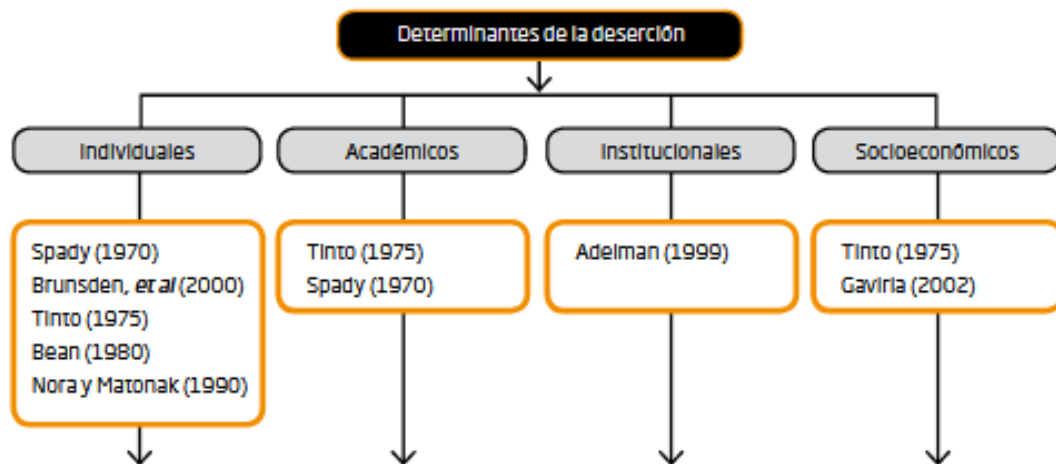 Determinantes de la deserción
Individuales
Académicos
Institucionales
Socioeconómicos
Spady (1970)
Brunsden, et al (2000)
Tinto (1975)
Bean (1980)
Nora y Matonak (1990)
Tinto (1975)
Spady (1970)
Adelman (1999)
Tinto (1975)
Gaviria (2002)